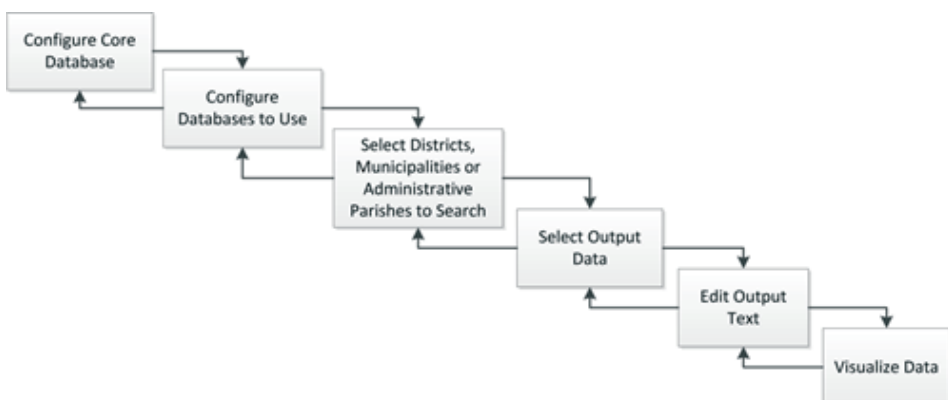 Configure Core
Database
Configure
Databases to Use
Select Districts,
Municipalities or
Administrative
Parishes to Search
Select Output
Data
Edit Output
Text
Visualize Data